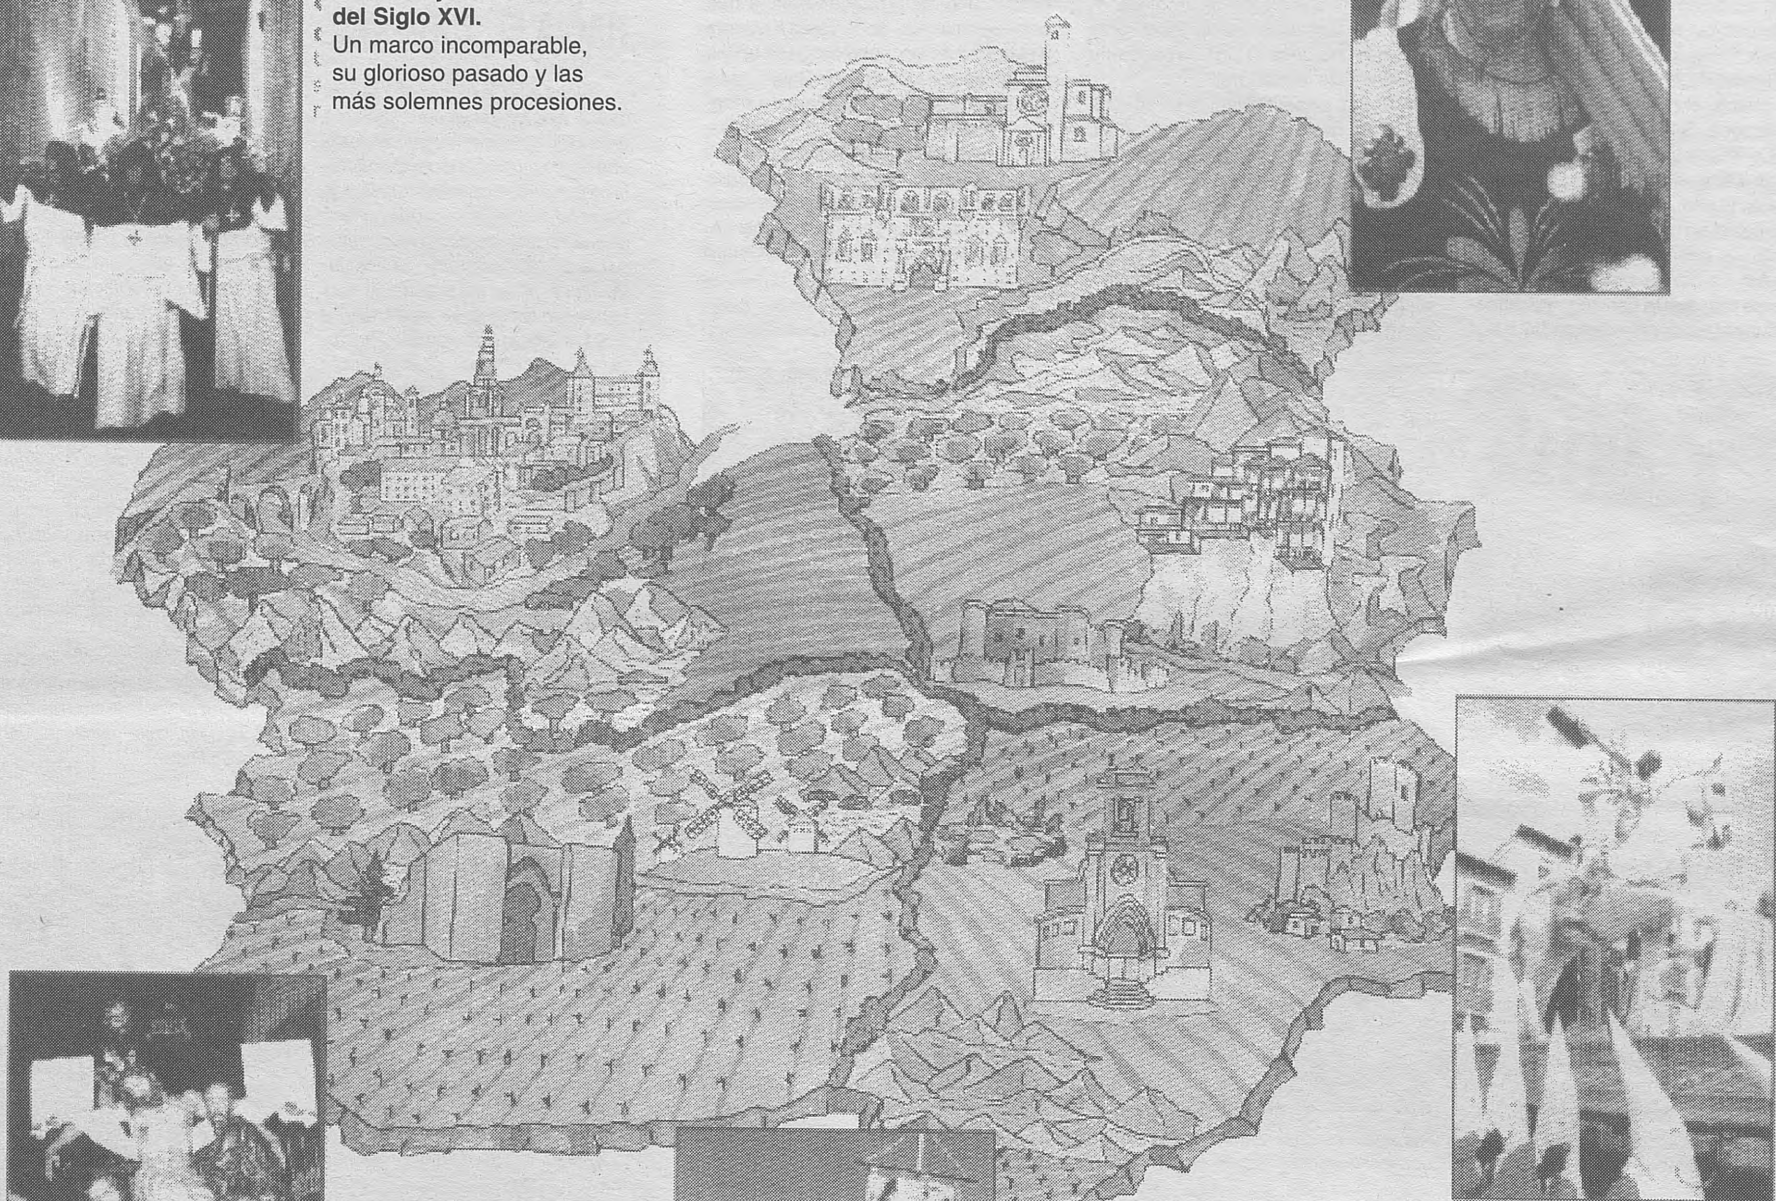 del Siglo XVI.
Un marco incomparable,
su glorioso pasado y las
más solemnes procesiones.